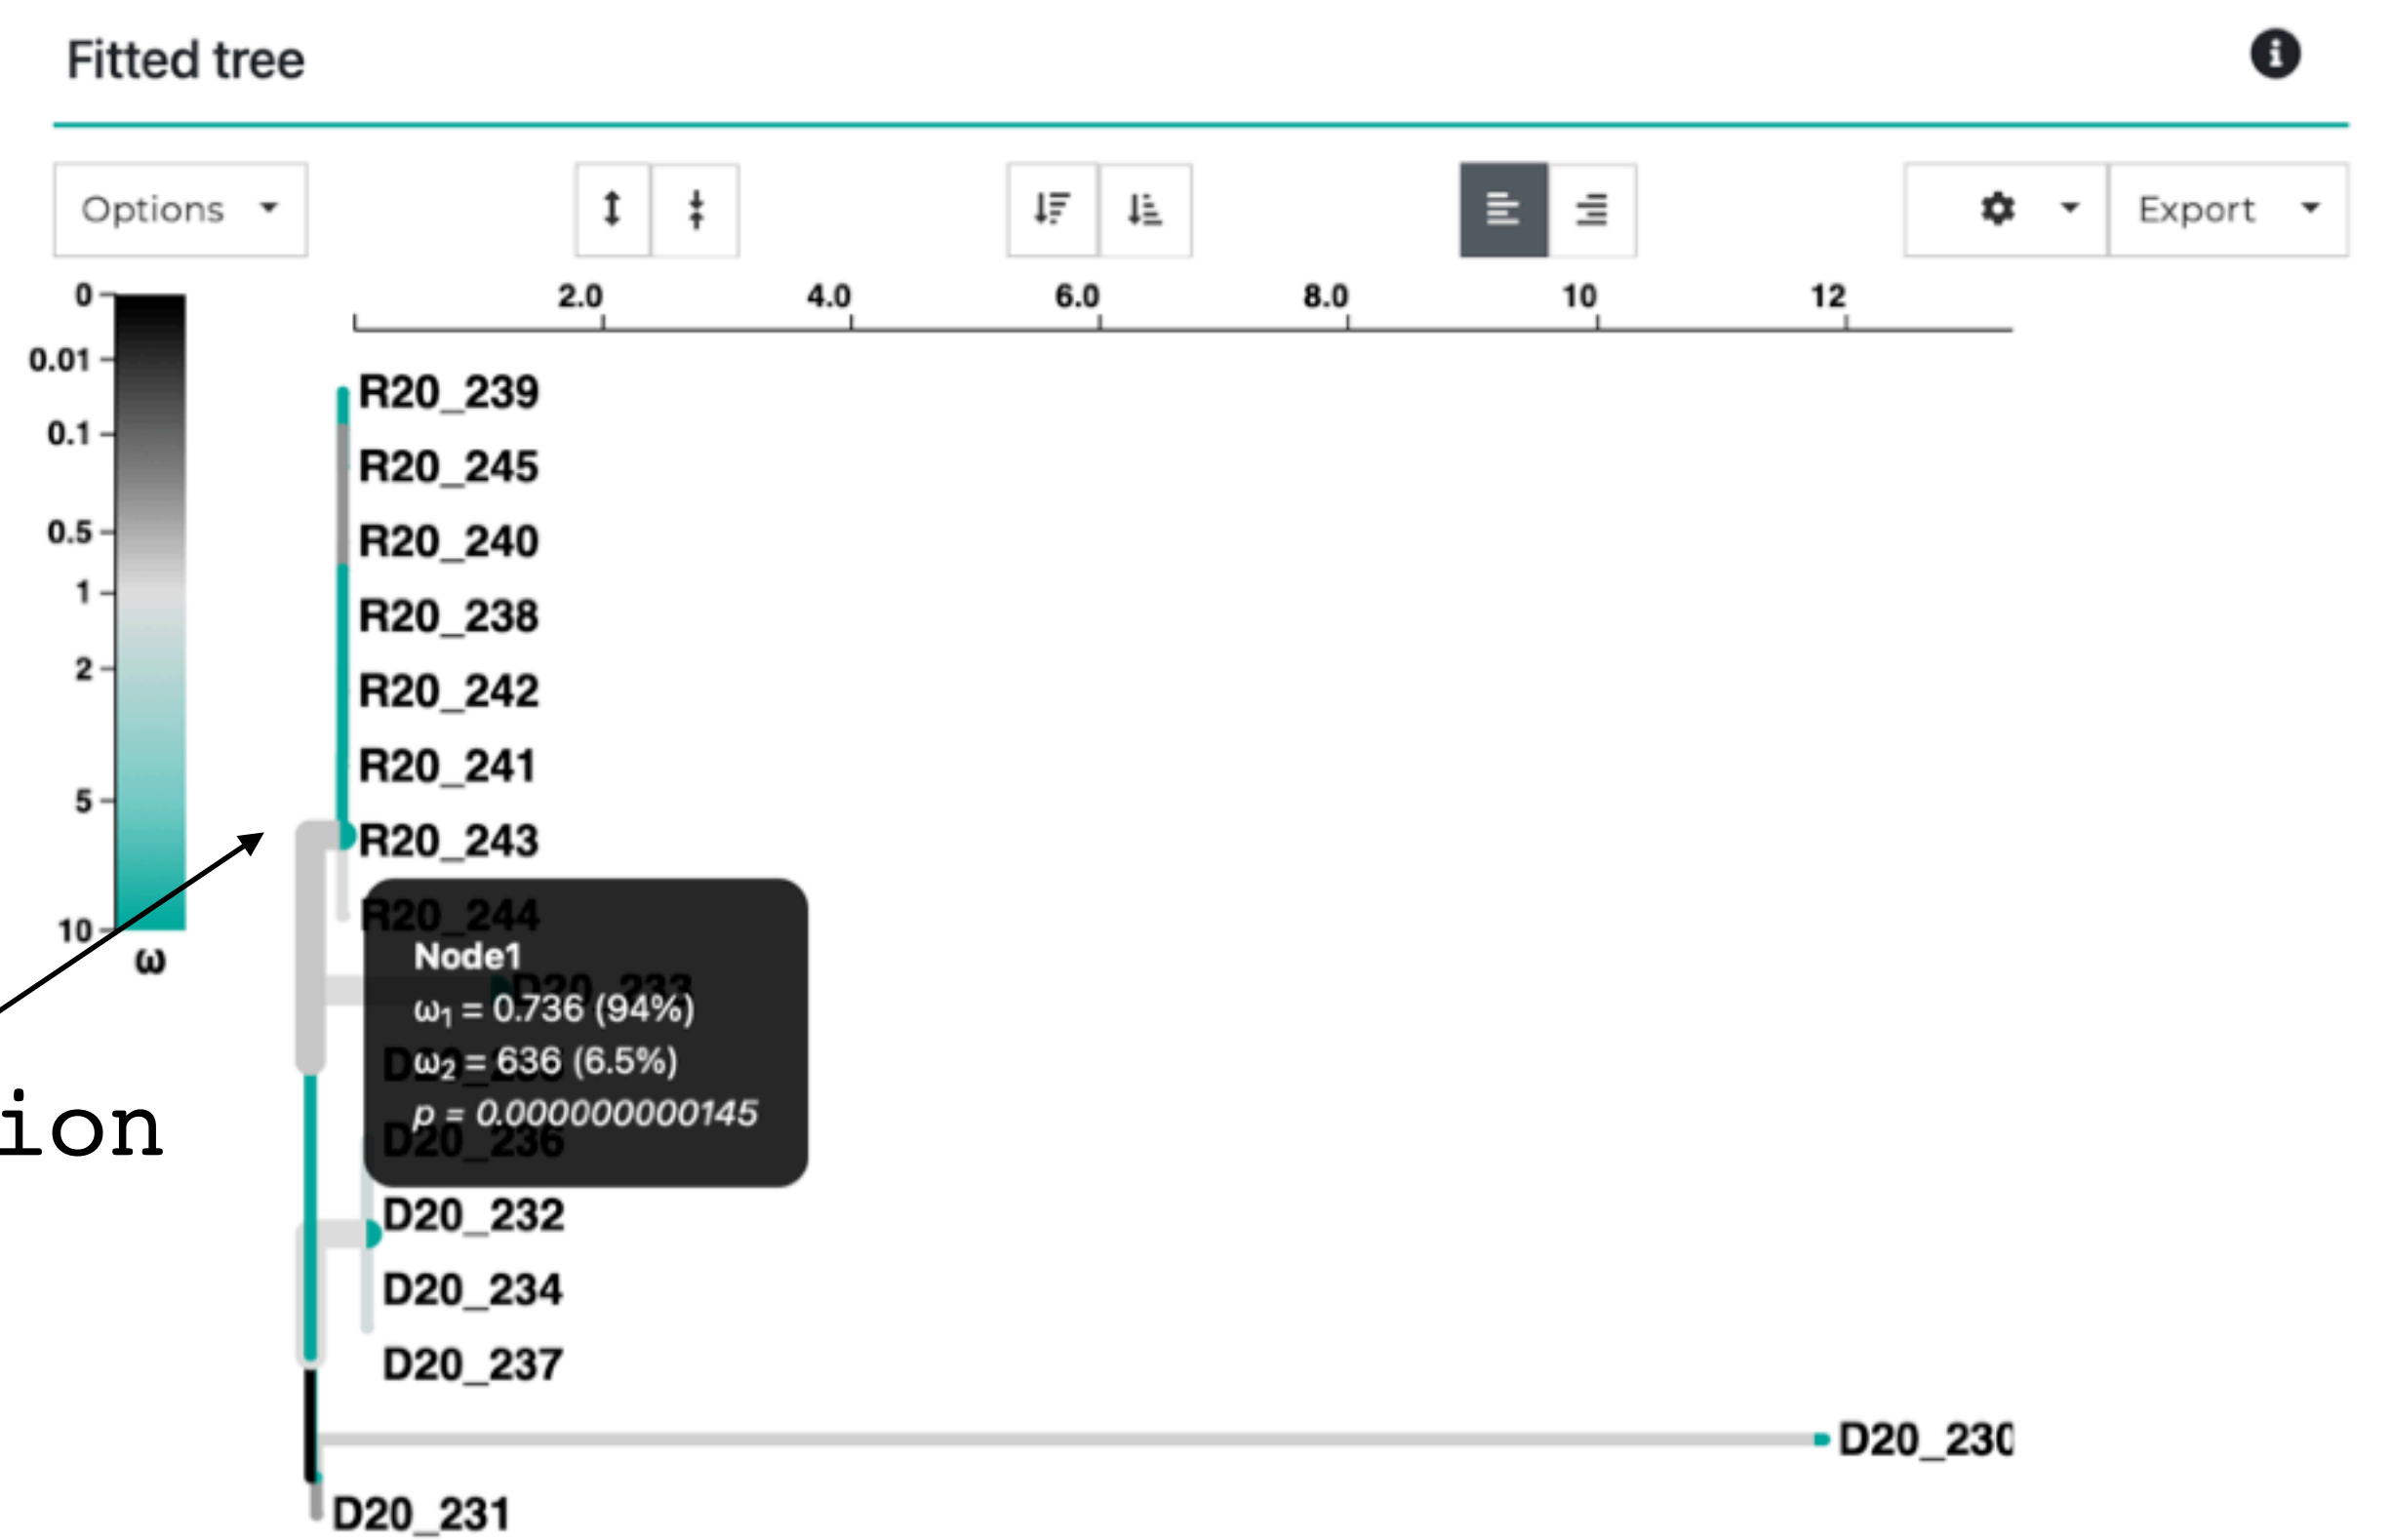 Fitted tree
Options
Export
2.0 4.0 6.0 8.0 10 12
0
0.01
0.1
0.5
1
2
5
10
ω
R20_239
R20_245
R20_240
R20_238
R20_242
R20_241
R20_243
R20_244
D20_233
Node1
ω1 = 0.736 (94%)
ω2 = 636 (6.5%)
p = 0.000000000145
D20_236
D20_232
D20_234
D20_237
D20_230
D20_231
ion